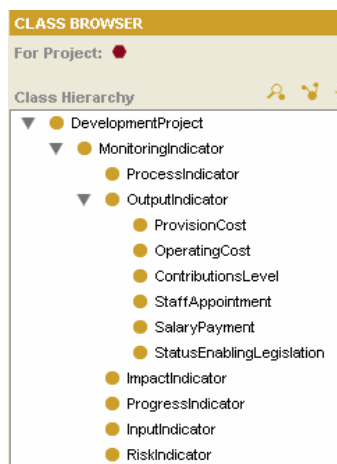 CLASS BROWSER
For Project:
Class Hierarchy
DevelopmentProject
MonitoringIndicator
ProcessIndicator
OutputIndicator
ProvisionCost
OperatingCost
ContributionsLevel
StaffAppointment
SalaryPayment
StatusEnablingLegislation
ImpactIndicator
ProgressIndicator
InputIndicator
RiskIndicator